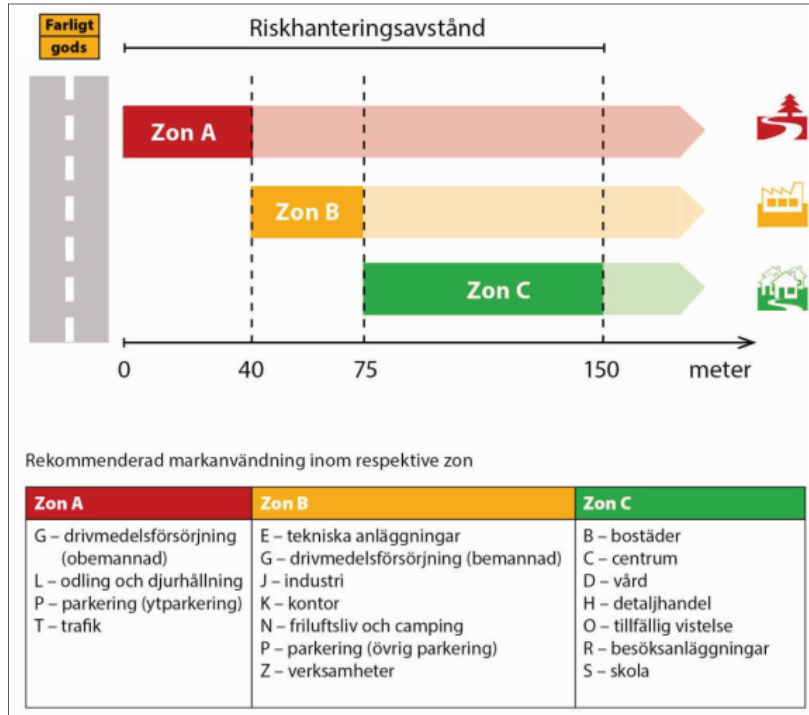 Farligt
gods
Riskhanteringsavstånd
Zon A
Zon B
Zon C
0 40 75 150 meter
Rekommenderad markanvändning inom respektive zon
Zon A
G – drivmedelsförsörjning
(obemannad)
L – odling och djurhållning
P – parkering (ytparkering)
T – trafik
Zon B
E – tekniska anläggningar
G – drivmedelsförsörjning (bemannad)
J – industri
K – kontor
N – friluftsliv och camping
P – parkering (övrig parkering)
Z – verksamheter
Zon C
B – bostäder
C – centrum
D – vård
H – detaljhandel
O – tillfällig vistelse
R – besöksanläggningar
S – skola